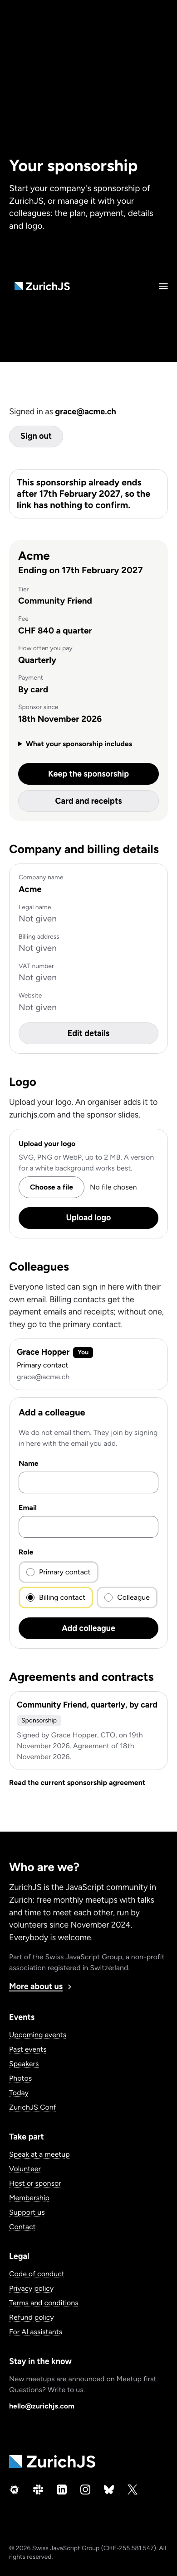 Your sponsorship
Start your company's sponsorship of
ZurichJS, or manage it with your
colleagues: the plan, payment, details
and logo.
ZurichJS
Signed in as grace@acme.ch
Sign out
This sponsorship already ends
after 17th February 2027, so the
link has nothing to confirm.
Acme
Ending on 17th February 2027
Tier
Community Friend
Fee
CHF 840 a quarter
How often you pay
Quarterly
Payment
By card
Sponsor since
18th November 2026
What your sponsorship includes
Keep the sponsorship
Card and receipts
Company and billing details
Company name
Acme
Legal name
Not given
Billing address
Not given
VAT number
Not given
Website
Not given
Edit details
Logo
Upload your logo. An organiser adds it to
zurichjs.com and the sponsor slides.
Upload your logo
SVG, PNG or WebP, up to 2 MB. A version
for a white background works best.
Choose a file No file chosen
Upload logo
Colleagues
Everyone listed can sign in here with their
own email. Billing contacts get the
payment emails and receipts; without one,
they go to the primary contact.
Grace Hopper You
Primary contact
grace@acme.ch
Add a colleague
We do not email them. They join by signing
in here with the email you add.
Name
Email
Role
Primary contact
Billing contact Colleague
Add colleague
Agreements and contracts
Community Friend, quarterly, by card
Sponsorship
Signed by Grace Hopper, CTO, on 19th
November 2026. Agreement of 18th
November 2026.
Read the current sponsorship agreement
Who are we?
ZurichJS is the JavaScript community in
Zurich: free monthly meetups with talks
and time to meet each other, run by
volunteers since November 2024.
Everybody is welcome.
Part of the Swiss JavaScript Group, a non-profit
association registered in Switzerland.
More about us
Events
Upcoming events
Past events
Speakers
Photos
Today
ZurichJS Conf
Take part
Speak at a meetup
Volunteer
Host or sponsor
Membership
Support us
Contact
Legal
Code of conduct
Privacy policy
Terms and conditions
Refund policy
For AI assistants
Stay in the know
New meetups are announced on Meetup first.
Questions? Write to us.
hello@zurichjs.com
ZurichJS
© 2026 Swiss JavaScript Group (CHE-255.581.547). All
rights reserved.